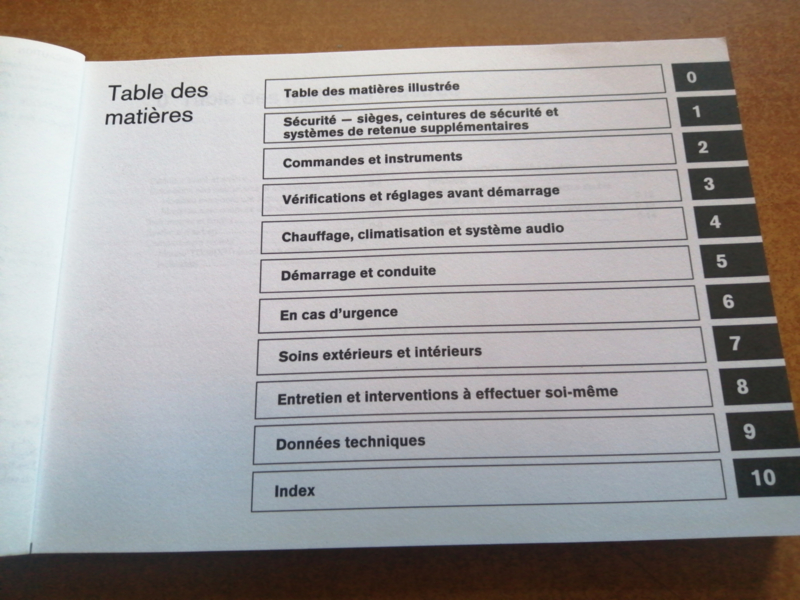 Table des
matières
Table des matières illustrée
0
Sécurité — sièges, ceintures de sécurité et
systèmes de retenue supplémentaires
1
Commandes et instruments
2
Vérifications et réglages avant démarrage
3
Chauffage, climatisation et système audio
4
Démarrage et conduite
5
En cas d'urgence
6
Soins extérieurs et intérieurs
7
Entretien et interventions à effectuer soi-même
8
Données techniques
9
Index
10